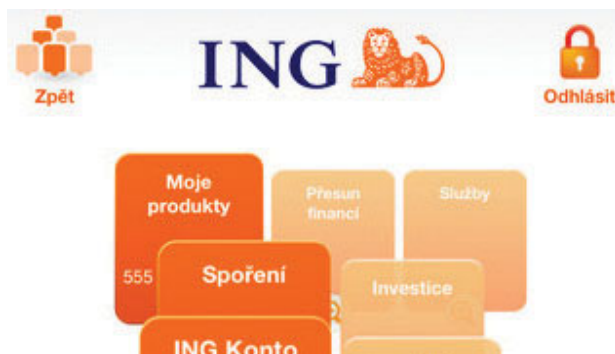 ING
Zpět
Odhlásit
Moje
produkty
Přesun
financí
Služby
555
Spoření
Investice
ING Konto